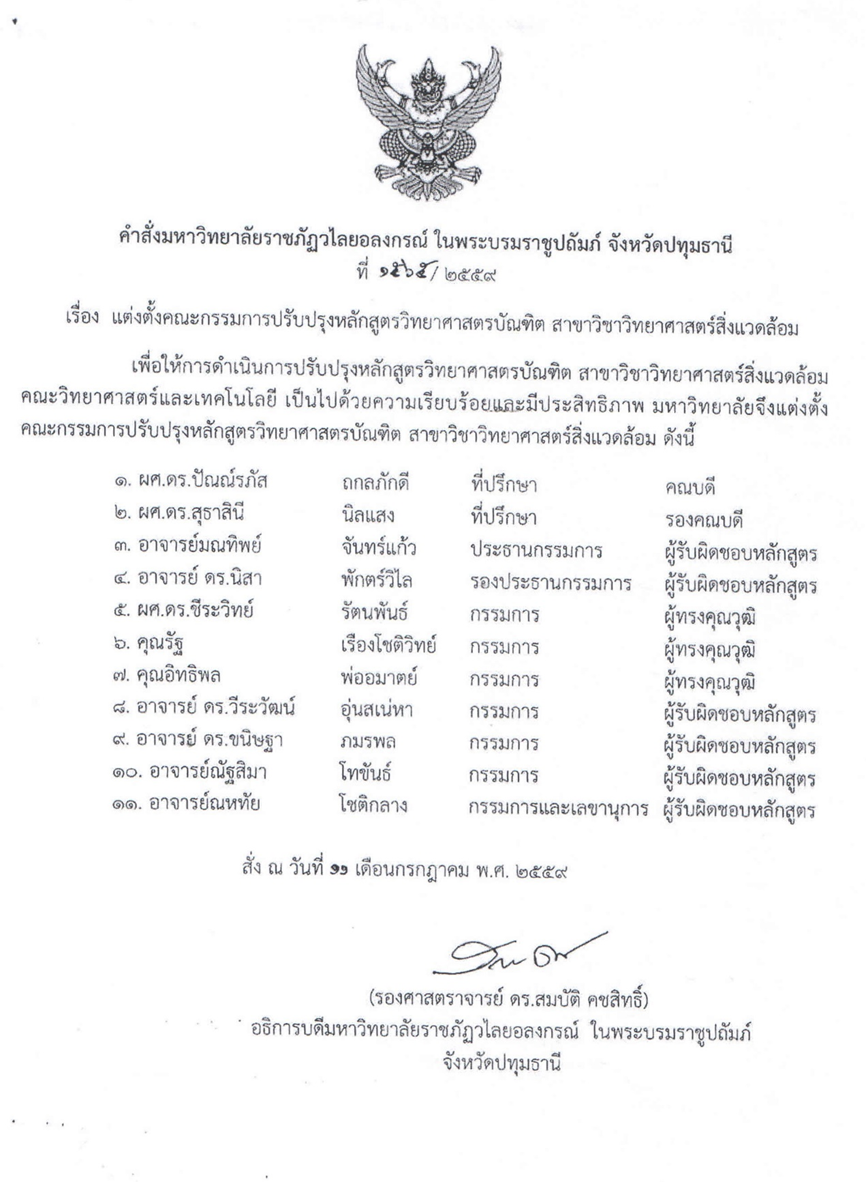 คำสั่งมหาวิทยาลัยราชภัฏวไลยอลงกรณ์ ในพระบรมราชูปถัมภ์ จังหวัดปทุมธานี
ที่ ๑๕๖๕/ ๒๕๕๙
เรื่อง แต่งตั้งคณะกรรมการปรับปรุงหลักสูตรวิทยาศาสตรบัณฑิต สาขาวิชาวิทยาศาสตร์สิ่งแวดล้อม
เพื่อให้การดำเนินการปรับปรุงหลักสูตรวิทยาศาสตรบัณฑิต สาขาวิชาวิทยาศาสตร์สิ่งแวดล้อม
คณะวิทยาศาสตร์และเทคโนโลยี เป็นไปด้วยความเรียบร้อยและมีประสิทธิภาพ มหาวิทยาลัยจึงแต่งตั้ง
คณะกรรมการปรับปรุงหลักสูตรวิทยาศาสตรบัณฑิต สาขาวิชาวิทยาศาสตร์สิ่งแวดล้อม ดังนี้
๑. ผศ.ดร.ปัณณ์รภัส ถกลภักดี ที่ปรึกษา คณบดี
๒. ผศ.ดร.สุธาสินี นิลแสง ที่ปรึกษา รองคณบดี
๓. อาจารย์มณทิพย์ จันทร์แก้ว ประธานกรรมการ ผู้รับผิดชอบหลักสูตร
๔. อาจารย์ ดร.นิสา พักตร์วิไล รองประธานกรรมการ ผู้รับผิดชอบหลักสูตร
๕. ผศ.ดร.ชีระวิทย์ รัตนพันธ์ กรรมการ ผู้ทรงคุณวุฒิ
๖. คุณรัฐ เรืองโชติวิทย์ กรรมการ ผู้ทรงคุณวุฒิ
๗. คุณอิทธิพล พ่ออมาตย์ กรรมการ ผู้ทรงคุณวุฒิ
๘. อาจารย์ ดร.วีระวัฒน์ อุ่นสเน่หา กรรมการ ผู้รับผิดชอบหลักสูตร
๙. อาจารย์ ดร.ขนิษฐา ภมรพล กรรมการ ผู้รับผิดชอบหลักสูตร
๑๐. อาจารย์ณัฐสิมา โทขันธ์ กรรมการ ผู้รับผิดชอบหลักสูตร
๑๑. อาจารย์ณหทัย โชติกลาง กรรมการและเลขานุการ ผู้รับผิดชอบหลักสูตร
สั่ง ณ วันที่ ๑๑ เดือนกรกฎาคม พ.ศ. ๒๕๕๙
(รองศาสตราจารย์ ดร.สมบัติ คชสิทธิ์)
อธิการบดีมหาวิทยาลัยราชภัฏวไลยอลงกรณ์ ในพระบรมราชูปถัมภ์
จังหวัดปทุมธานี